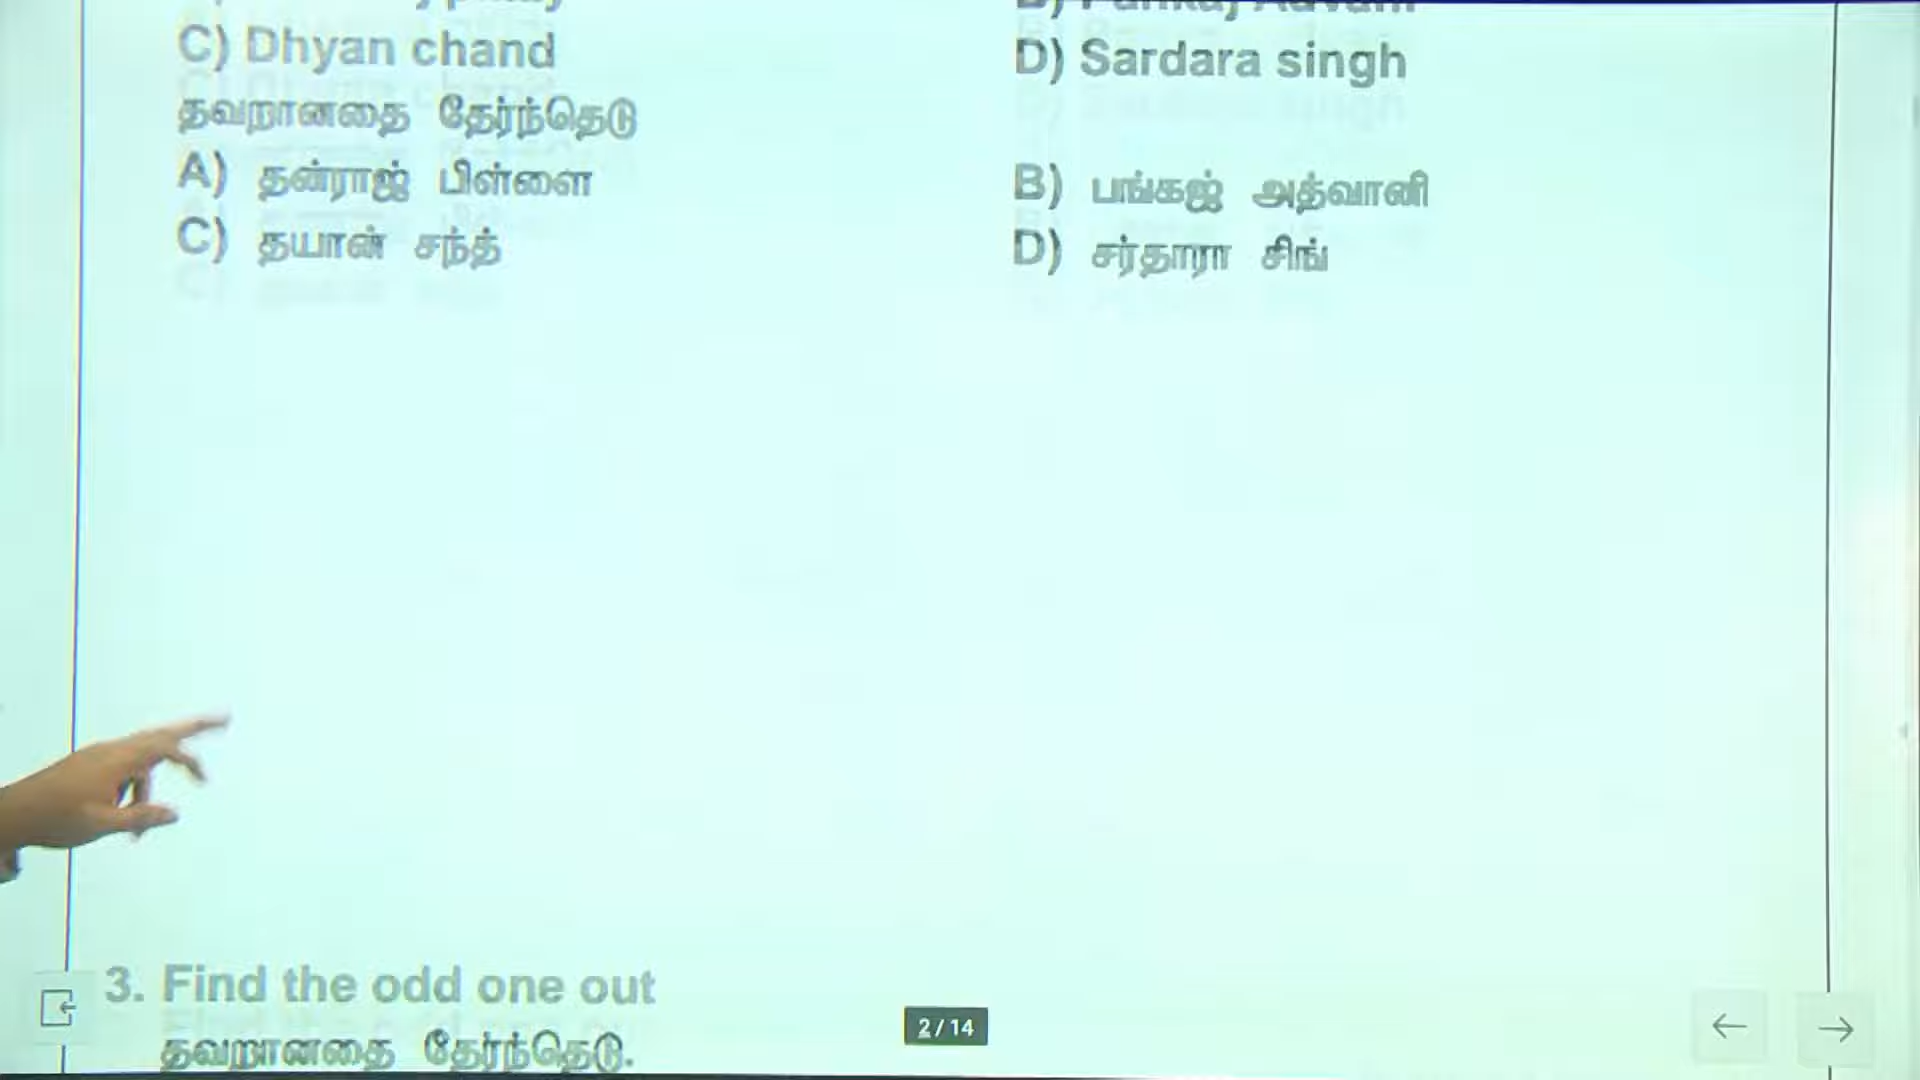 C) Dhyan chand D) Sardara singh
தவறானதை தேர்ந்தெடு
A) தன்ராஜ் பிள்ளை B) பங்கஜ் அத்வானி
C) தயான் சந்த் D) சர்தாரா சிங்
3. Find the odd one out
தவறானதை தேர்ந்தெடு.
2 / 14